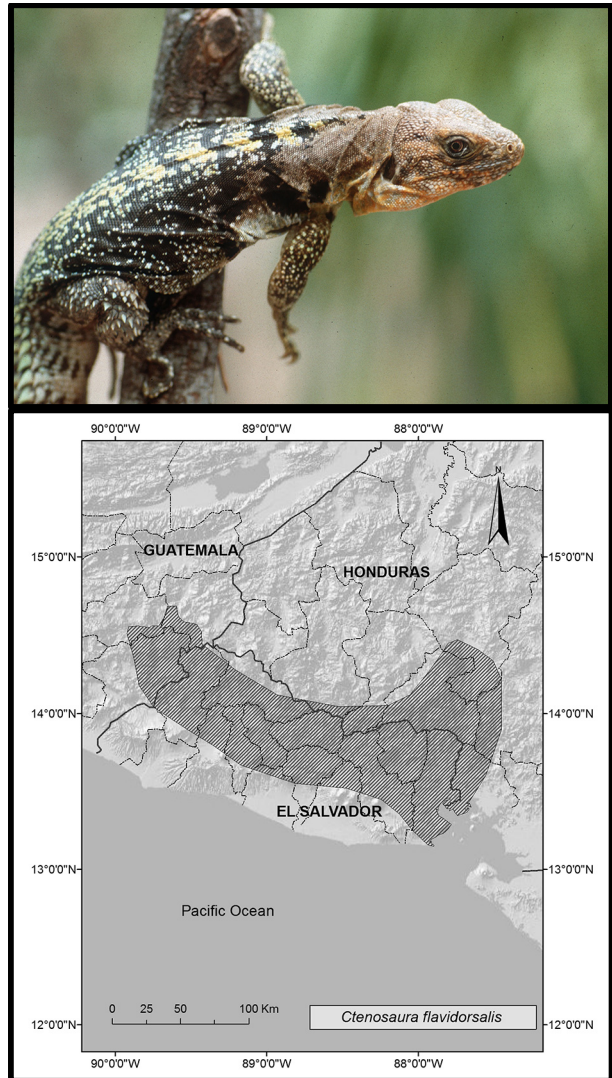 90°0'0"W 89°0'0"W 88°0'0"W
N
15°0'0"N 15°0'0"N
GUATEMALA
HONDURAS
14°0'0"N 14°0'0"N
EL SALVADOR
13°0'0"N 13°0'0"N
Pacific Ocean
0 25 50 100 Km
Ctenosaura flavidorsalis
12°0'0"N 12°0'0"N
90°0'0"W 89°0'0"W 88°0'0"W